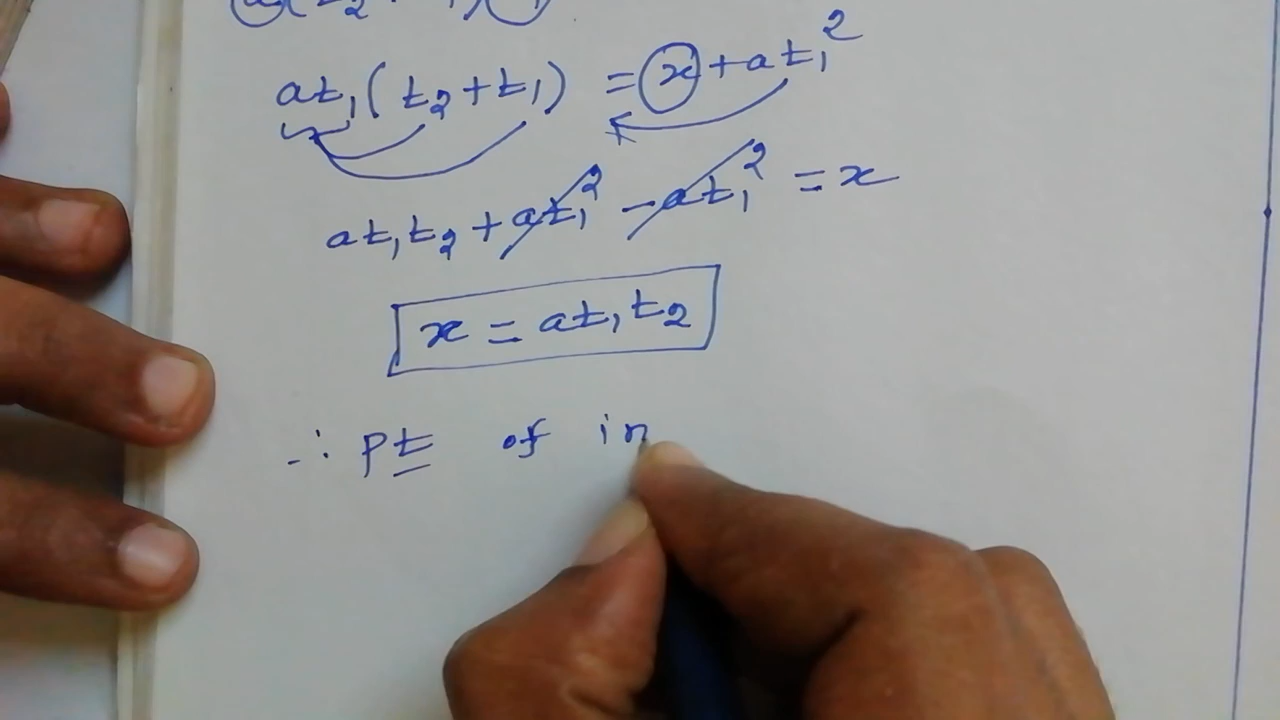 at₁(t₂+t₁) = x+at₁²
at₁t₂+at₁²-at₁² = x
x = at₁t₂
∴ pt of in